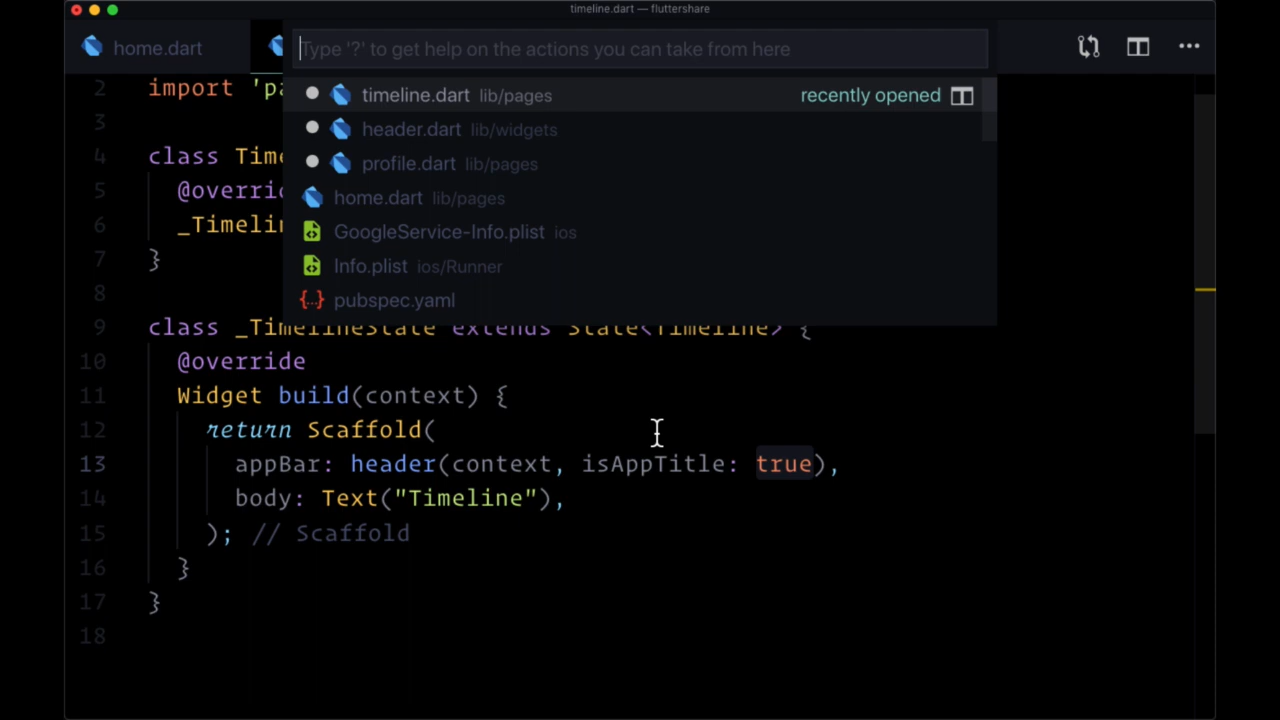 timeline.dart — fluttershare
home.dart
Type '?' to get help on the actions you can take from here
timeline.dart lib/pages recently opened
header.dart lib/widgets
profile.dart lib/pages
home.dart lib/pages
GoogleService-Info.plist ios
Info.plist ios/Runner
{...} pubspec.yaml
2 import 'pa
3
4 class Time
5 @overrid
6 _Timelin
7 }
8
9 class _TimelineState extends State<Timeline> {
10 @override
11 Widget build(context) {
12 return Scaffold(
13 appBar: header(context, isAppTitle: true),
14 body: Text("Timeline"),
15 ); // Scaffold
16 }
17 }
18